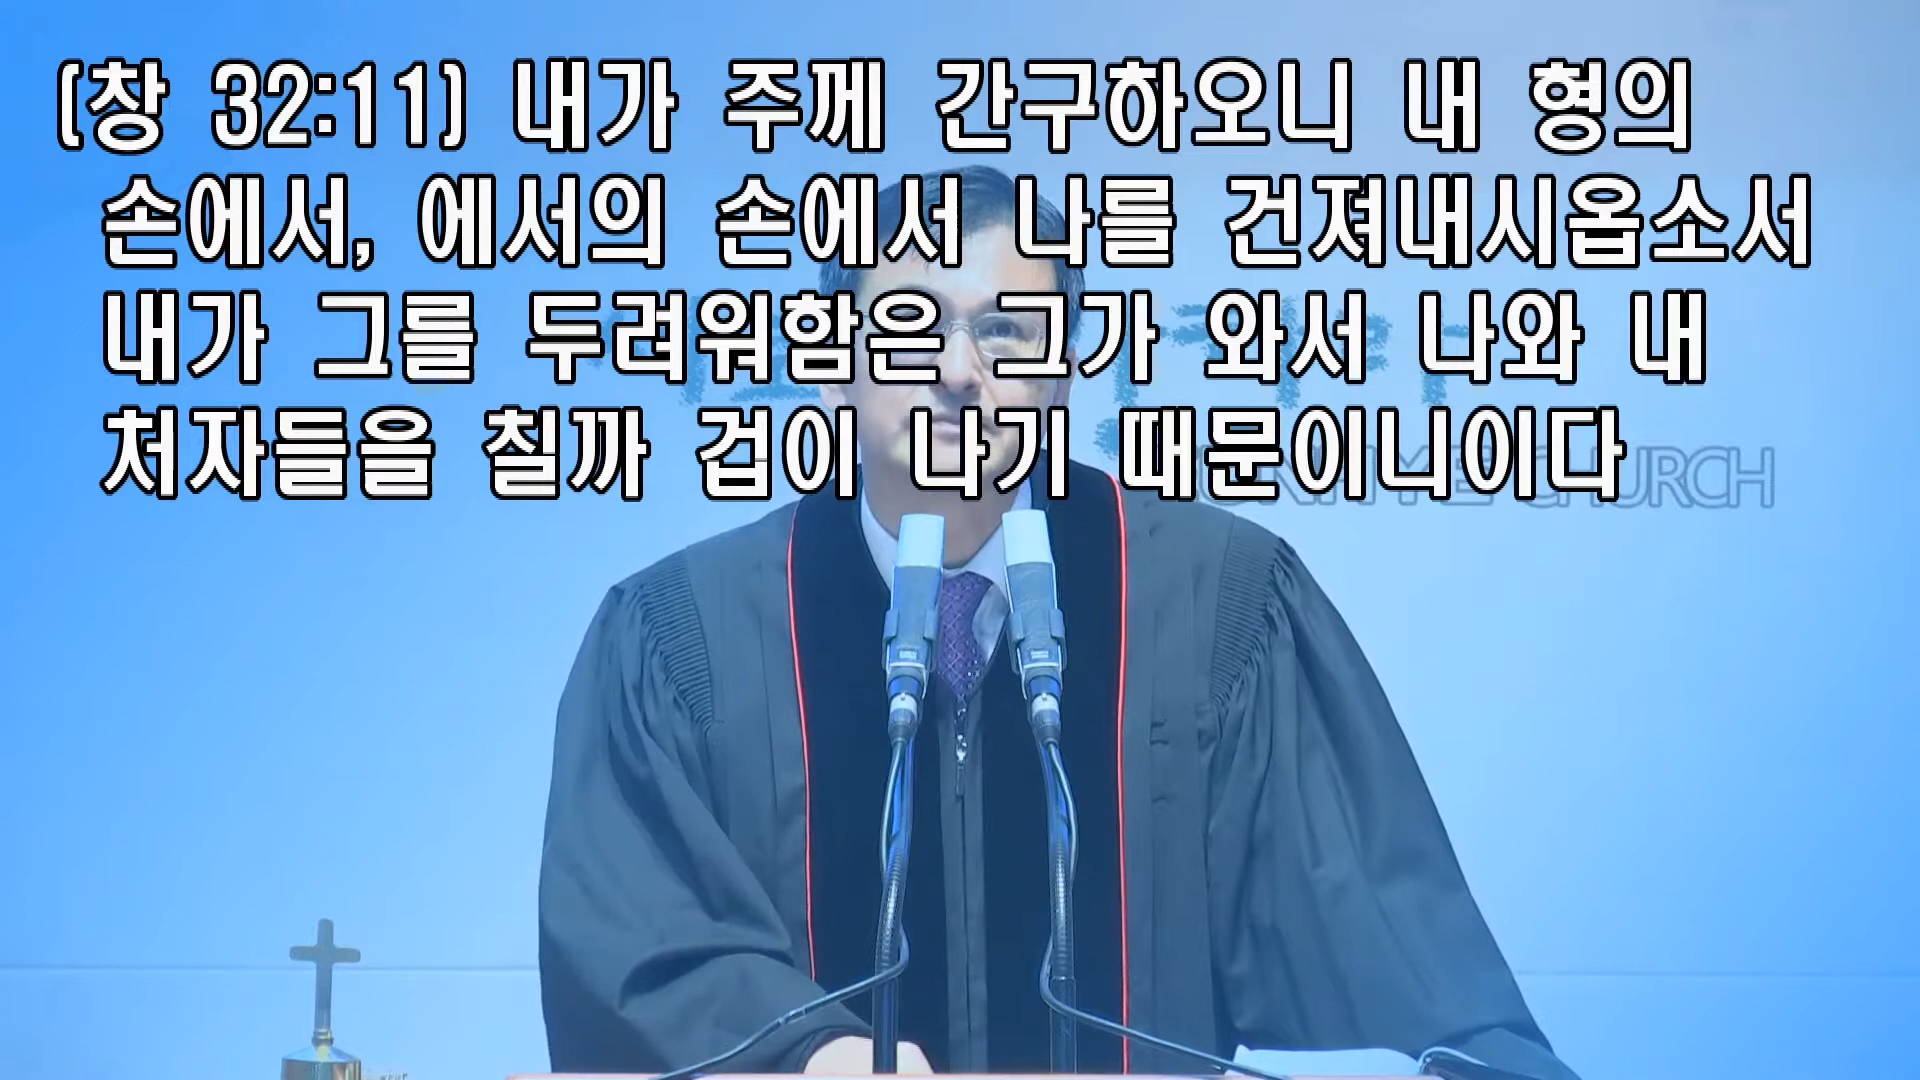 (창 32:11) 내가 주께 간구하오니 내 형의
손에서, 에서의 손에서 나를 건져내시옵소서
내가 그를 두려워함은 그가 와서 나와 내
처자들을 칠까 겁이 나기 때문이니이다
CHURCH